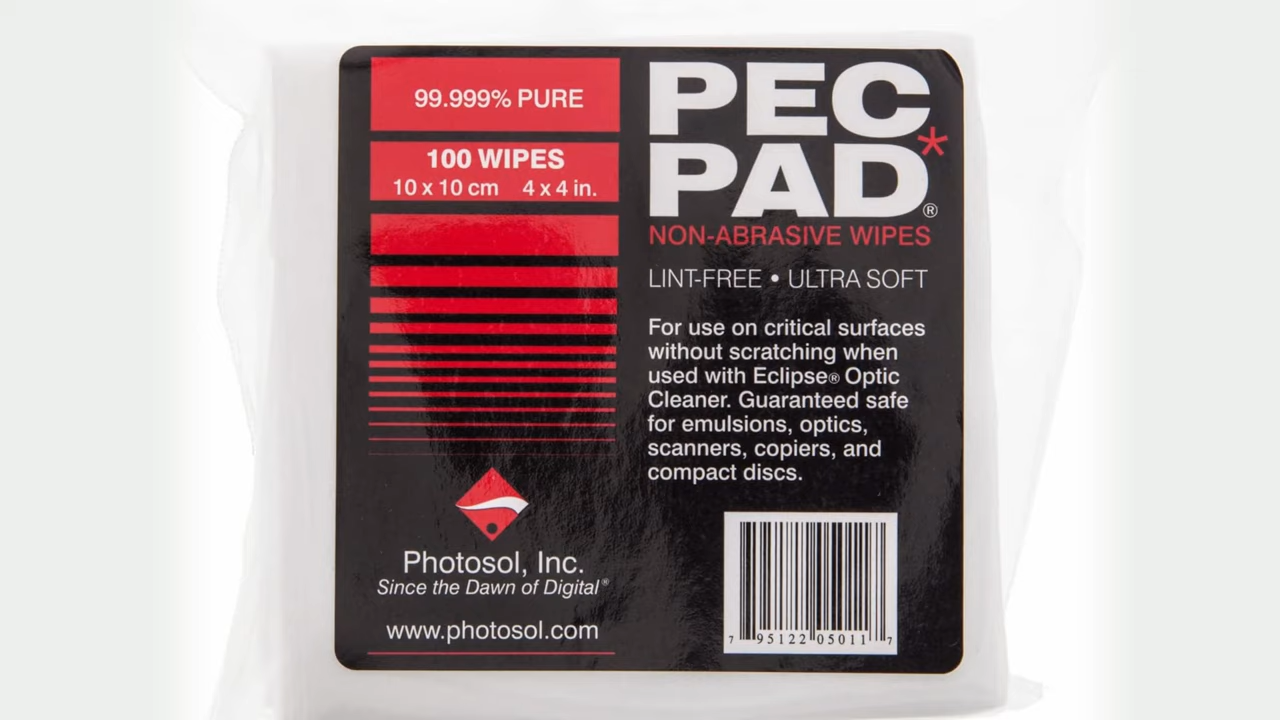 99.999% PURE
100 WIPES
10 x 10 cm 4 x 4 in.
PEC
PAD*®
NON-ABRASIVE WIPES
LINT-FREE • ULTRA SOFT
For use on critical surfaces
without scratching when
used with Eclipse® Optic
Cleaner. Guaranteed safe
for emulsions, optics,
scanners, copiers, and
compact discs.
Photosol, Inc.
Since the Dawn of Digital®
www.photosol.com
7 95122 05011 7